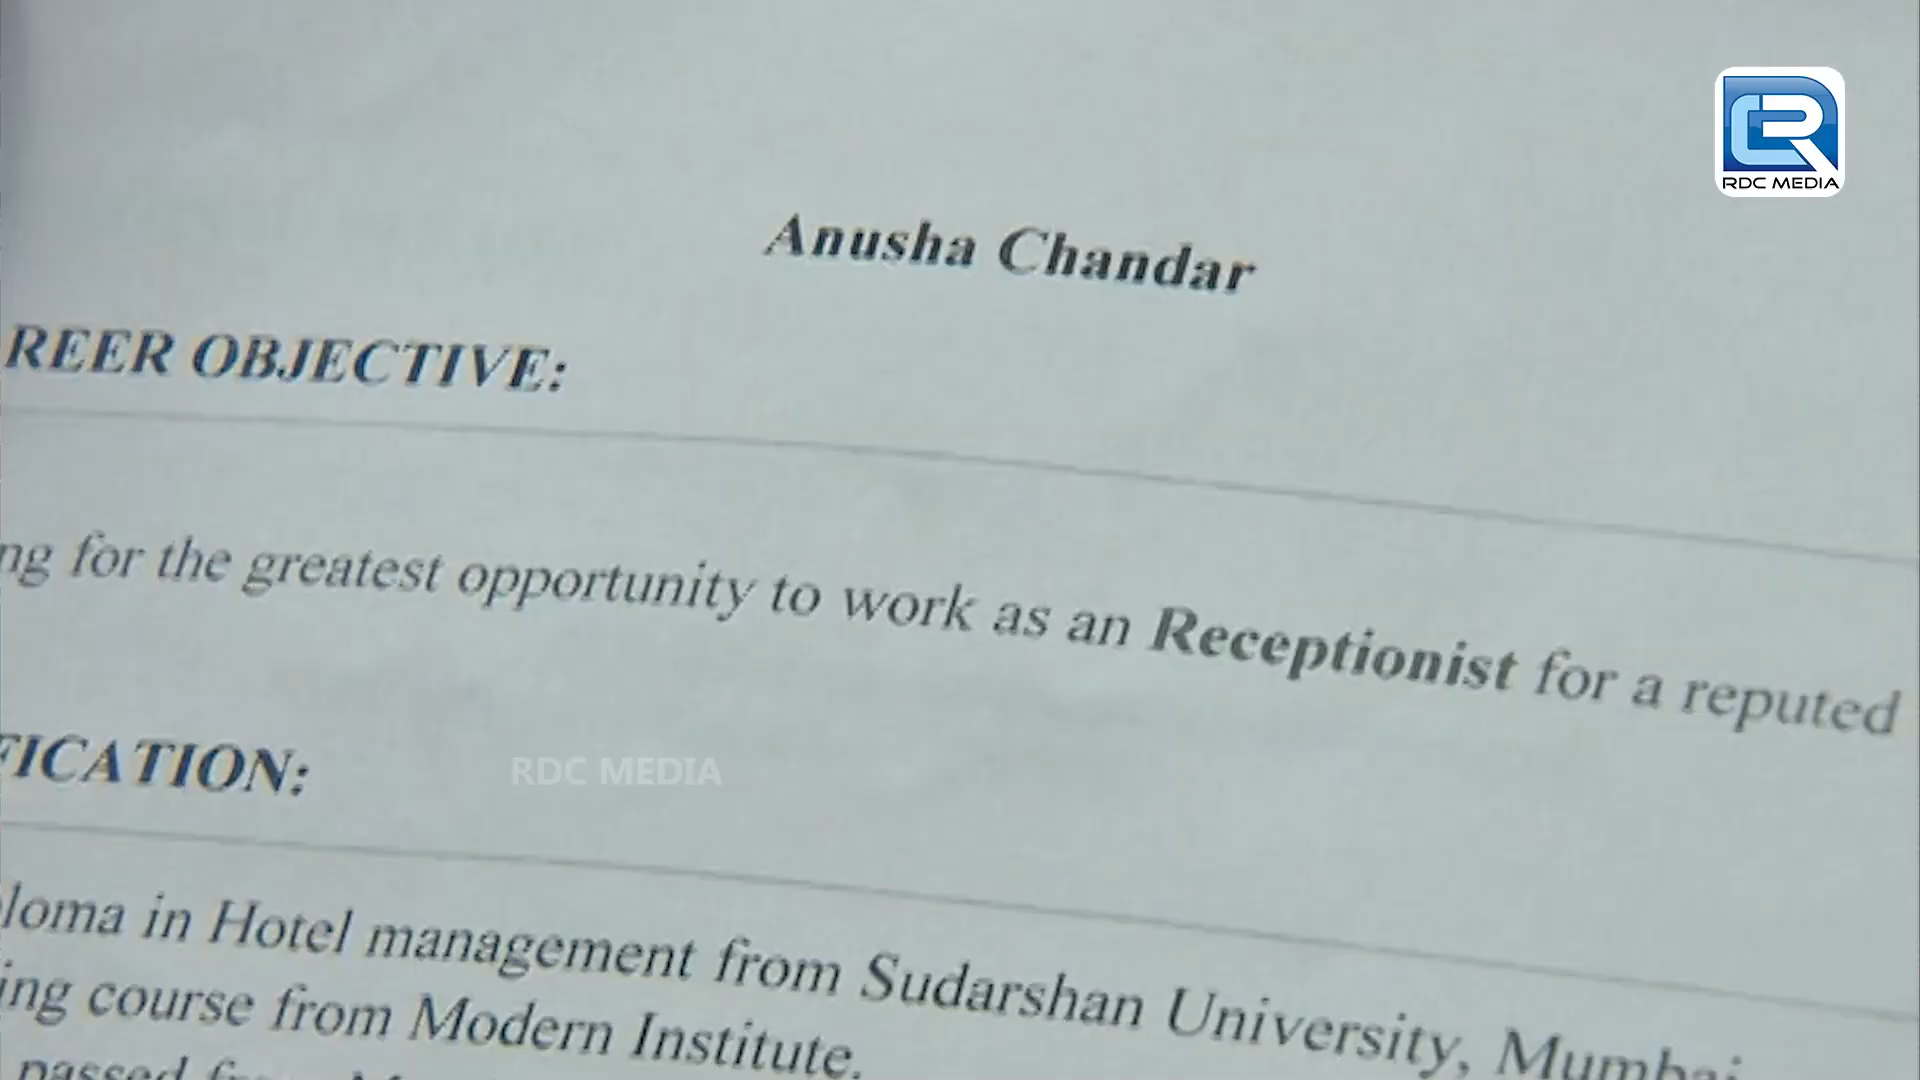 RDC MEDIA
Anusha Chandar
REER OBJECTIVE:
ng for the greatest opportunity to work as an Receptionist for a reputed
FICATION:
RDC MEDIA
loma in Hotel management from Sudarshan University, Mumbai
ing course from Modern Institute.
passed